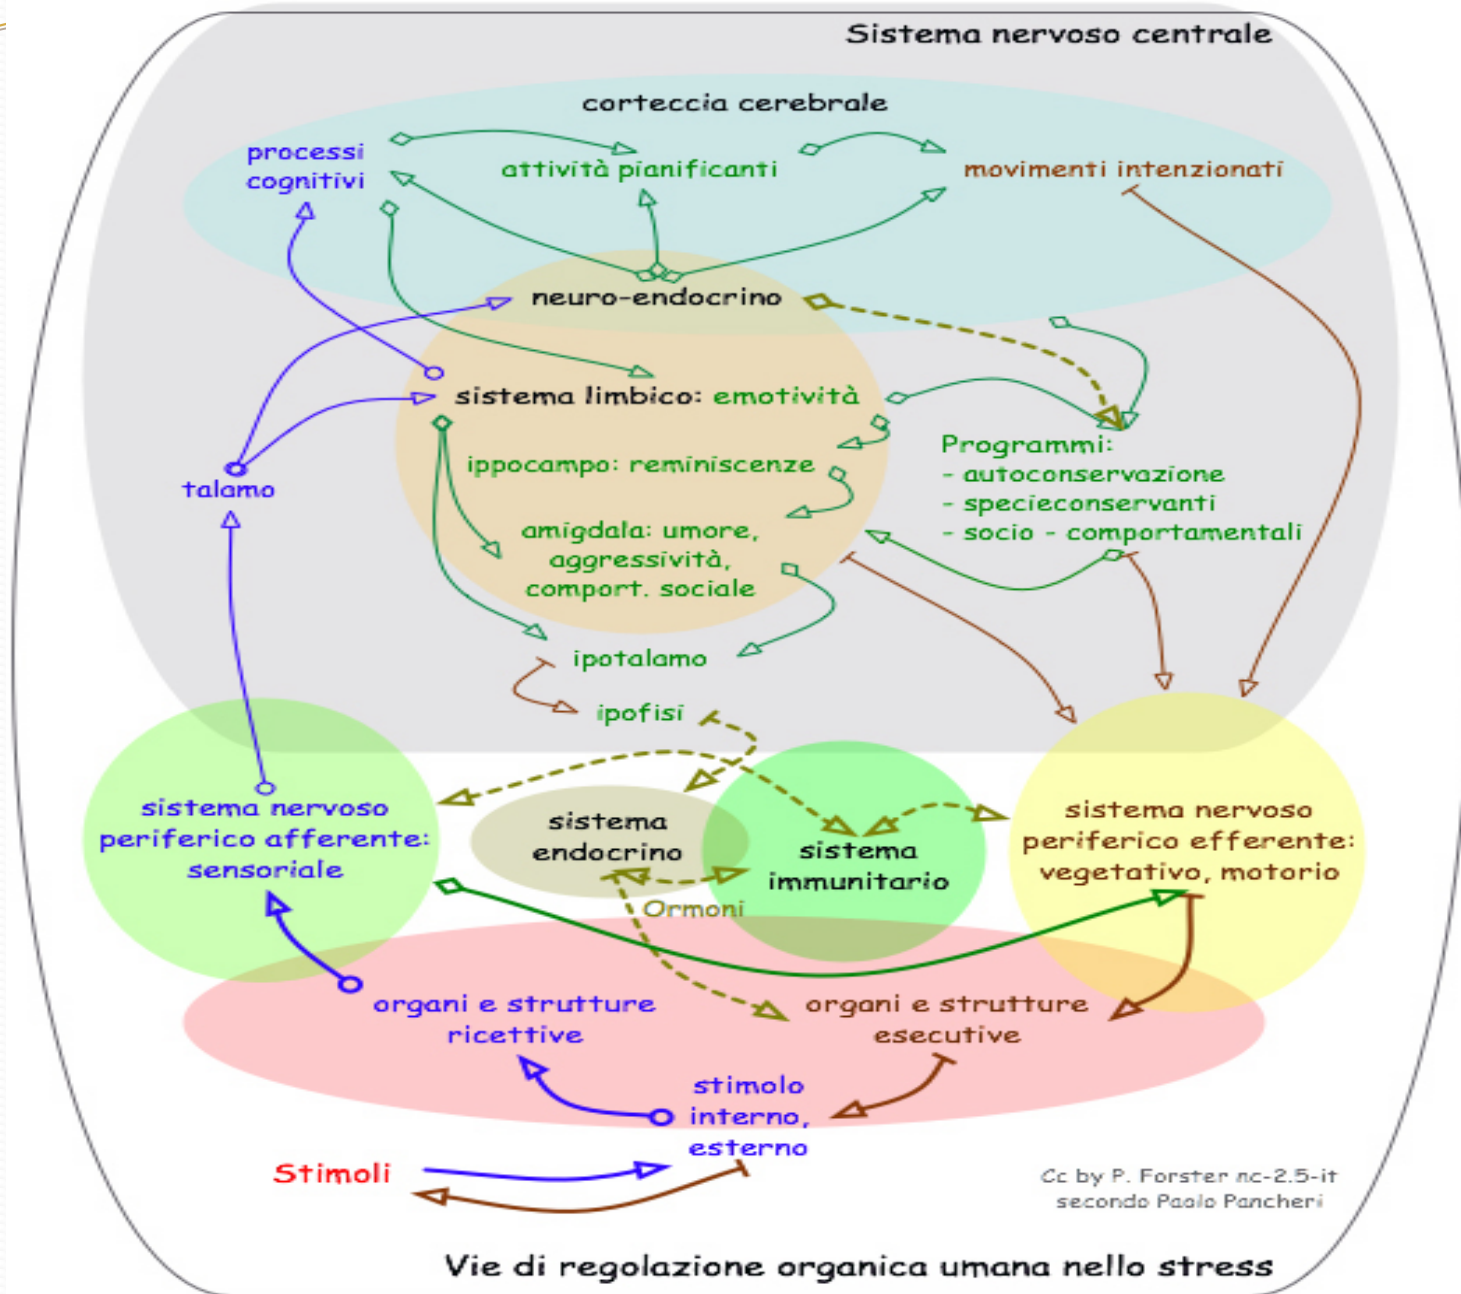 Sistema nervoso centrale
corteccia cerebrale
processi
cognitivi
attività pianificanti
movimenti intenzionati
neuro-endocrino
sistema limbico: emotività
ippocampo: reminiscenze
amigdala: umore,
aggressività,
comport. sociale
Programmi:
- autoconservazione
- specieconservanti
- socio - comportamentali
talamo
ipotalamo
ipofisi
sistema nervoso
periferico afferente:
sensoriale
sistema
endocrino
sistema
immunitario
sistema nervoso
periferico efferente:
vegetativo, motorio
Ormoni
organi e strutture
ricettive
organi e strutture
esecutive
stimolo
interno,
esterno
Stimoli
Cc by P. Forster nc-2.5-it
secondo Paolo Pancheri
Vie di regolazione organica umana nello stress